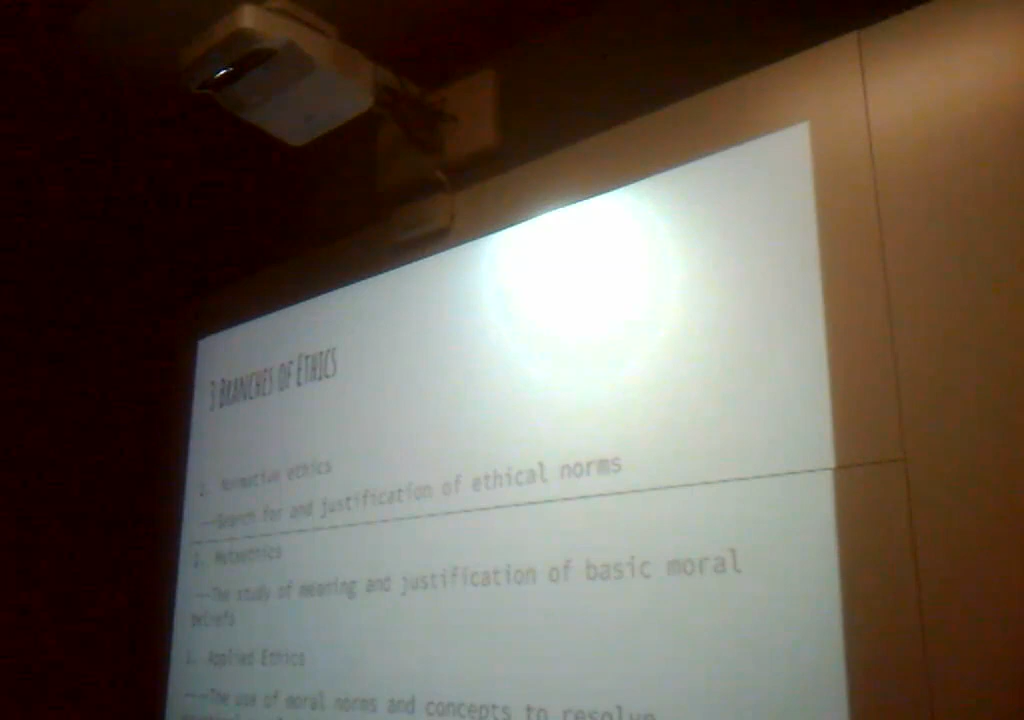 3 Branches of Ethics
1. Normative ethics
--Search for and justification of ethical norms
2. Metaethics
--The study of meaning and justification of basic moral
beliefs
3. Applied Ethics
---The use of moral norms and concepts to resolve